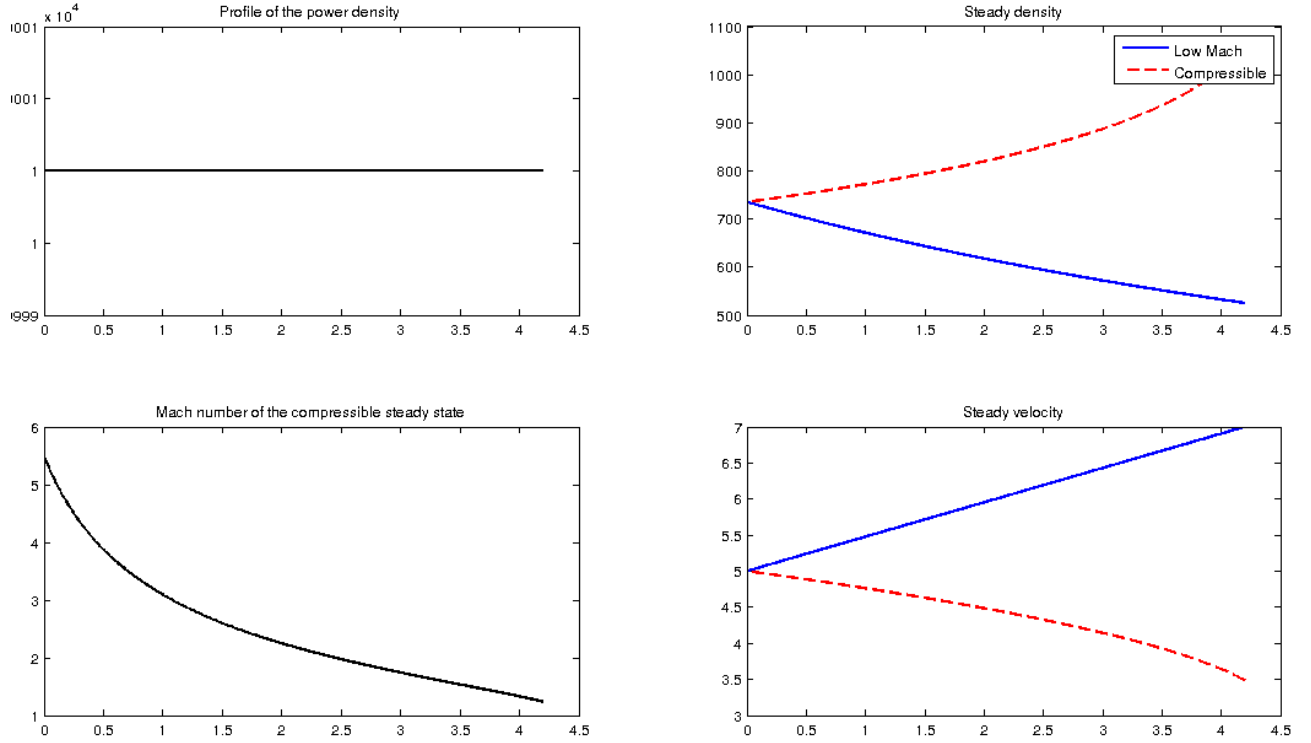 x 10^4
Profile of the power density
)001
)001
1
1
)999
0 0.5 1 1.5 2 2.5 3 3.5 4 4.5
Steady density
1100
1000
900
800
700
600
500
0 0.5 1 1.5 2 2.5 3 3.5 4 4.5
Low Mach
Compressible
Mach number of the compressible steady state
6
5
4
3
2
1
0 0.5 1 1.5 2 2.5 3 3.5 4 4.5
Steady velocity
7
6.5
6
5.5
5
4.5
4
3.5
3
0 0.5 1 1.5 2 2.5 3 3.5 4 4.5